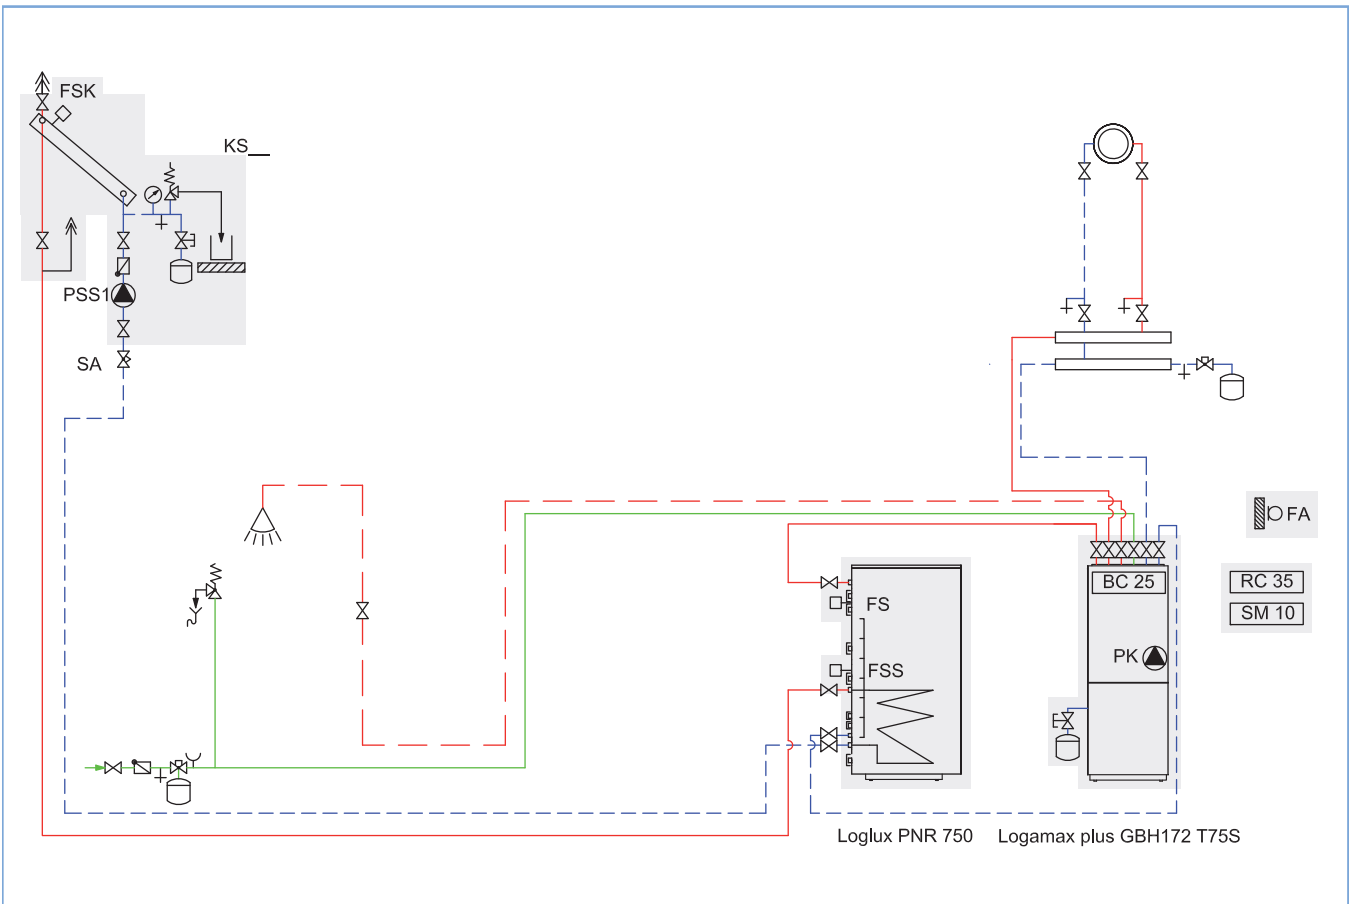 FSK
KS__
PSS1
SA
FA
BC 25
RC 35
SM 10
FS
PK
FSS
Loglux PNR 750
Logamax plus GBH172 T75S